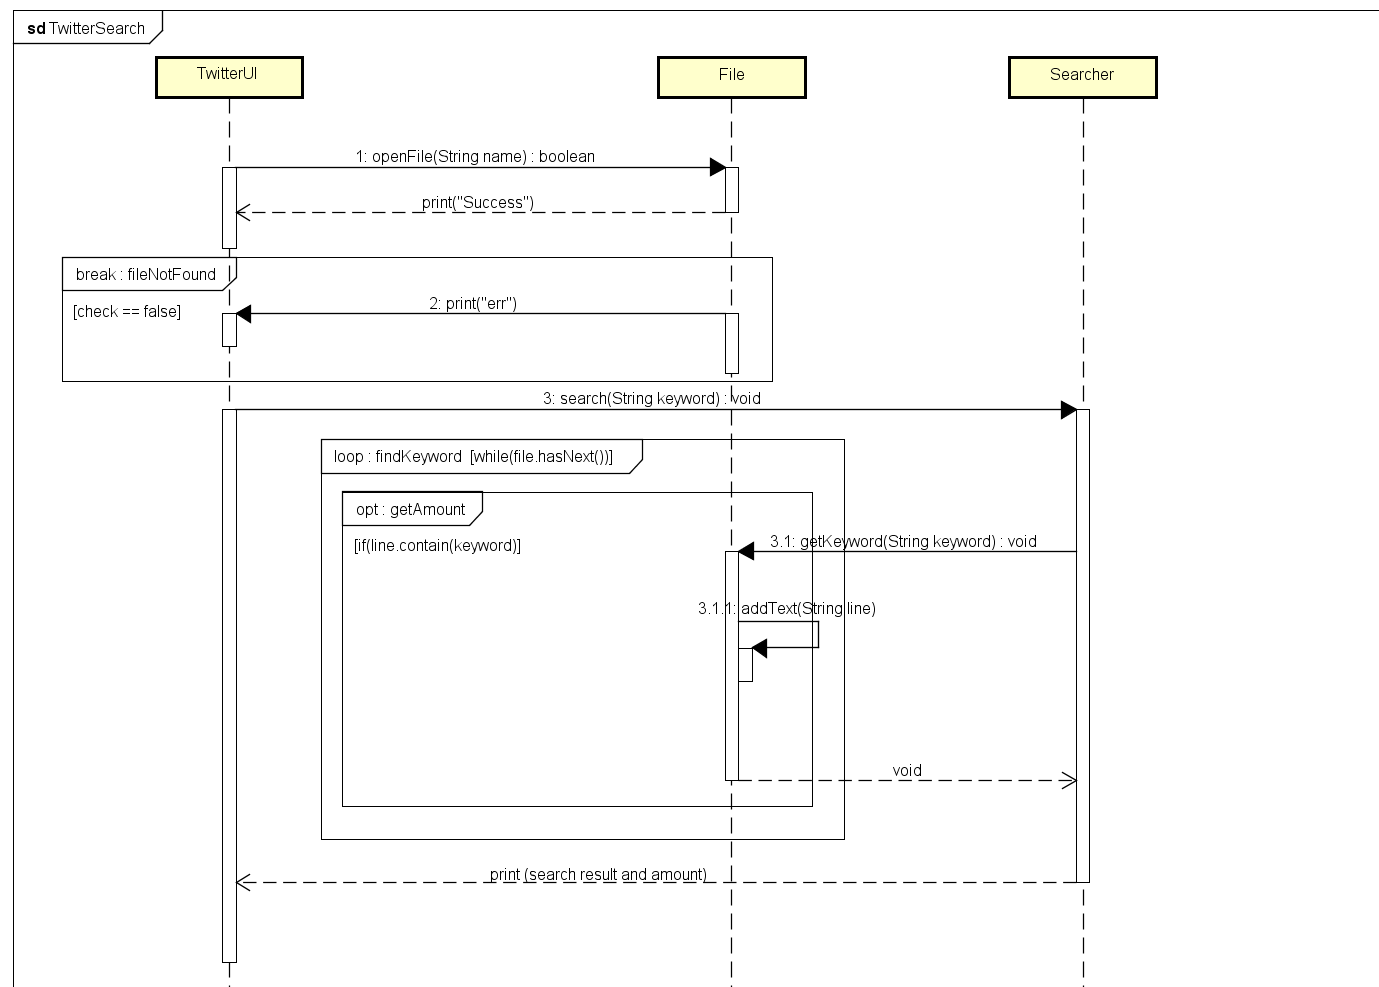 sd TwitterSearch
TwitterUI
File
Searcher
1: openFile(String name) : boolean
print("Success")
break : fileNotFound
[check == false]
2: print("err")
3: search(String keyword) : void
loop : findKeyword [while(file.hasNext())]
opt : getAmount
[if(line.contain(keyword)]
3.1: getKeyword(String keyword) : void
3.1.1: addText(String line)
void
print (search result and amount)